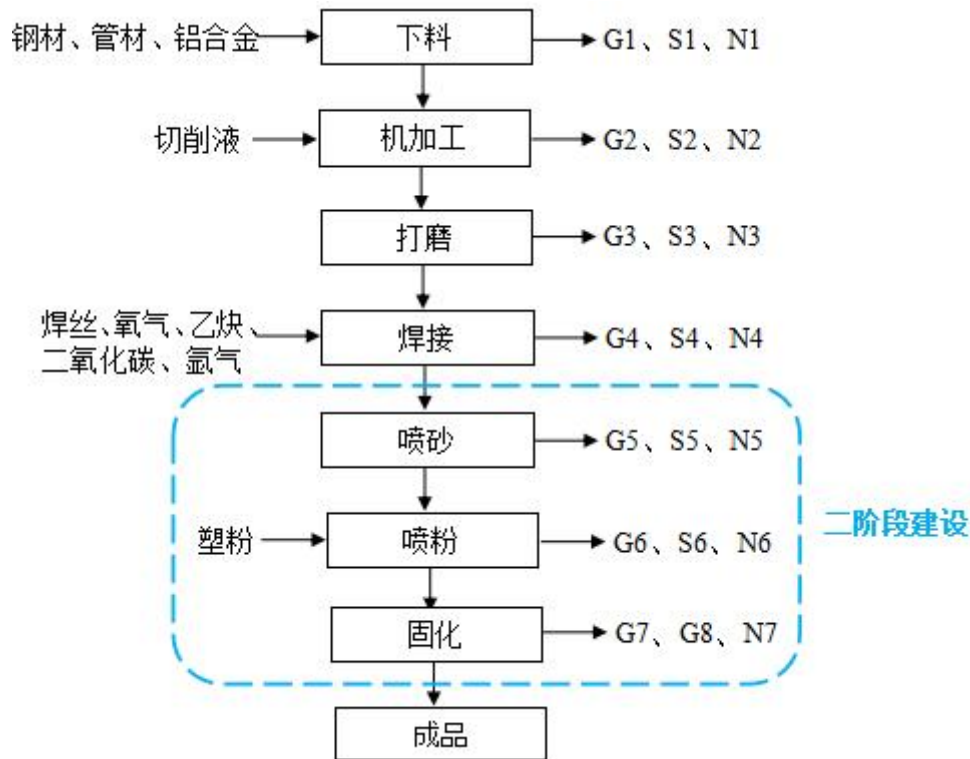 钢材、管材、铝合金
下料
G1、S1、N1
切削液
机加工
G2、S2、N2
打磨
G3、S3、N3
焊丝、氧气、乙炔、
二氧化碳、氩气
焊接
G4、S4、N4
喷砂
G5、S5、N5
二阶段建设
塑粉
喷粉
G6、S6、N6
固化
G7、G8、N7
成品